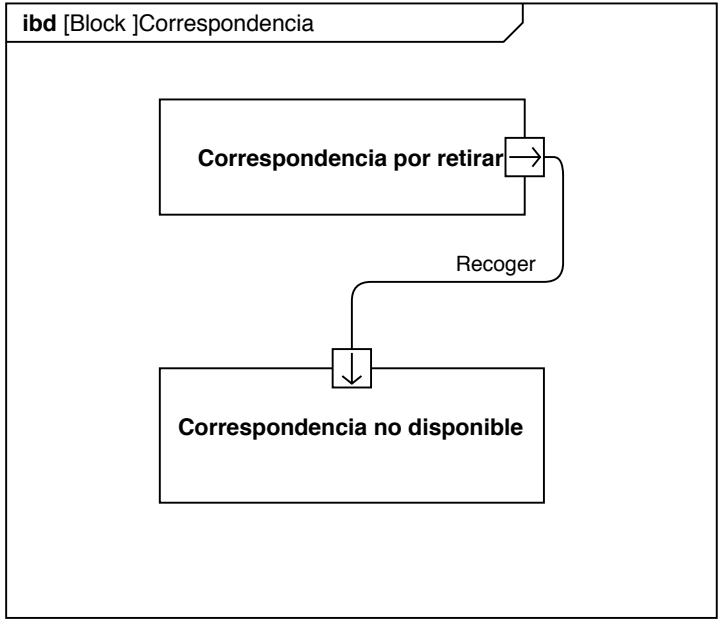 ibd [Block ]Correspondencia
Correspondencia por retirar
Recoger
Correspondencia no disponible